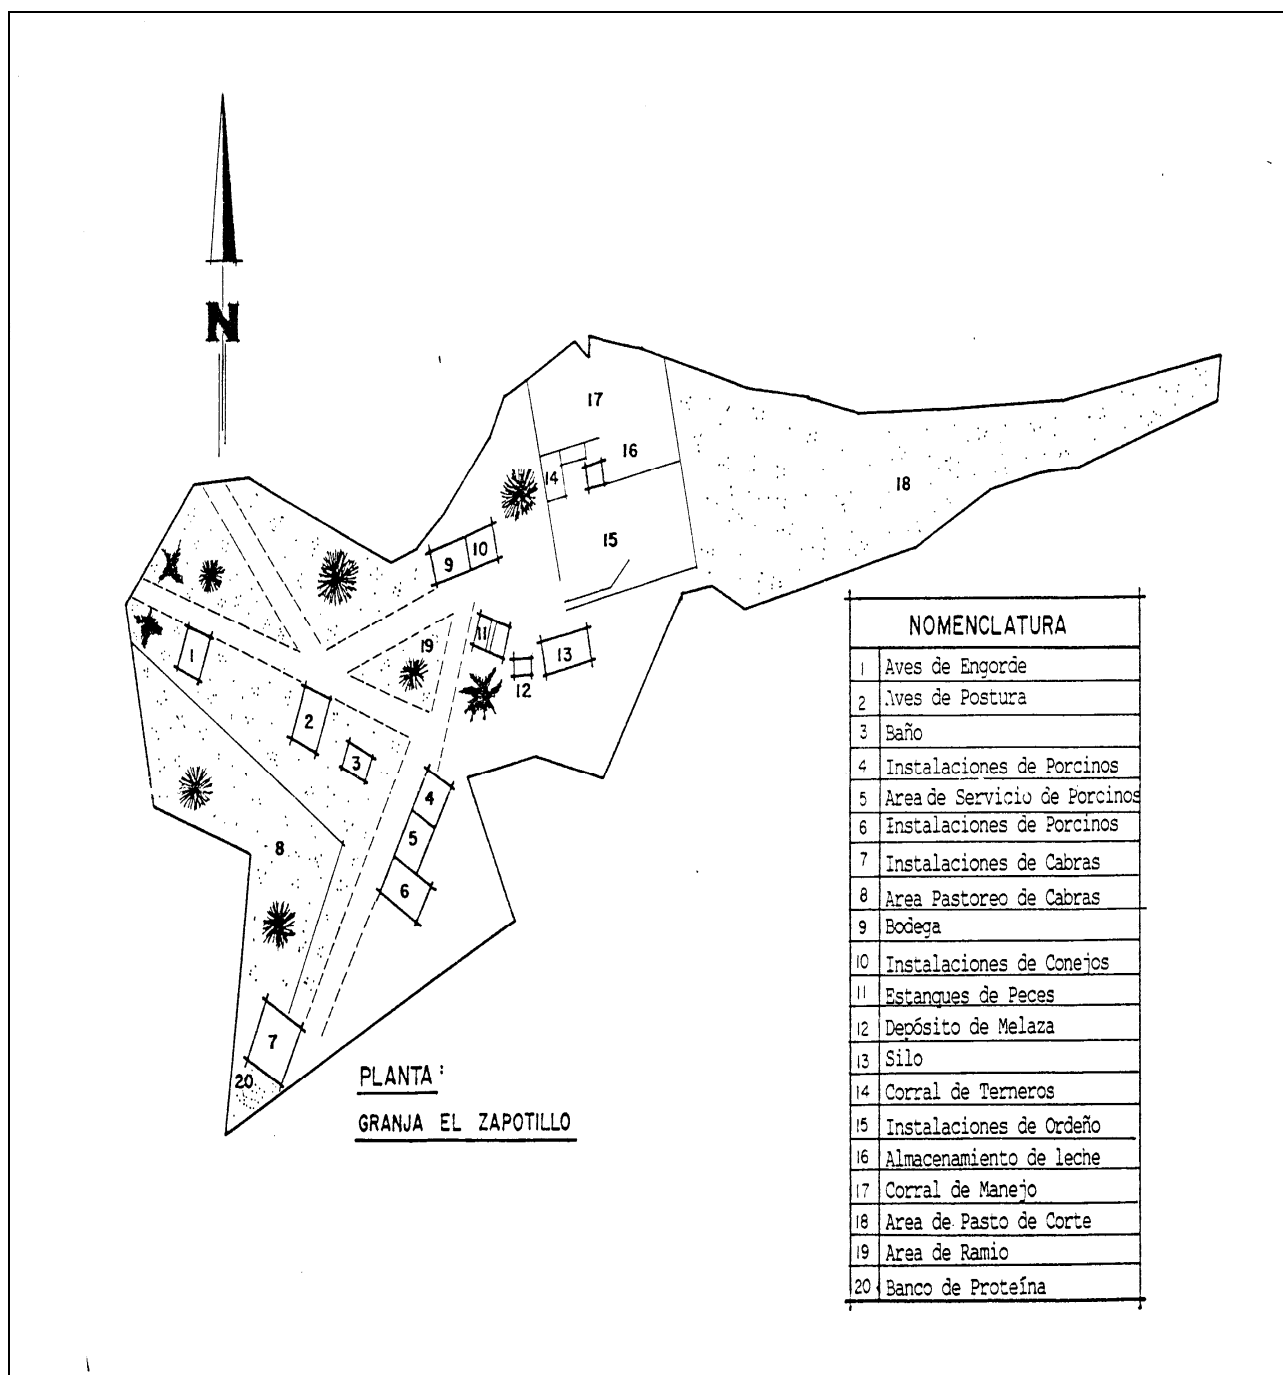 N
17
16
14
18
15
10
9
19
11
13
12
1
2
3
4
5
8
6
7
20
PLANTA:
GRANJA EL ZAPOTILLO
NOMENCLATURA
1 Aves de Engorde
2 Aves de Postura
3 Baño
4 Instalaciones de Porcinos
5 Area de Servicio de Porcinos
6 Instalaciones de Porcinos
7 Instalaciones de Cabras
8 Area Pastoreo de Cabras
9 Bodega
10 Instalaciones de Conejos
11 Estanques de Peces
12 Depósito de Melaza
13 Silo
14 Corral de Terneros
15 Instalaciones de Ordeño
16 Almacenamiento de leche
17 Corral de Manejo
18 Area de Pasto de Corte
19 Area de Ramio
20 Banco de Proteína